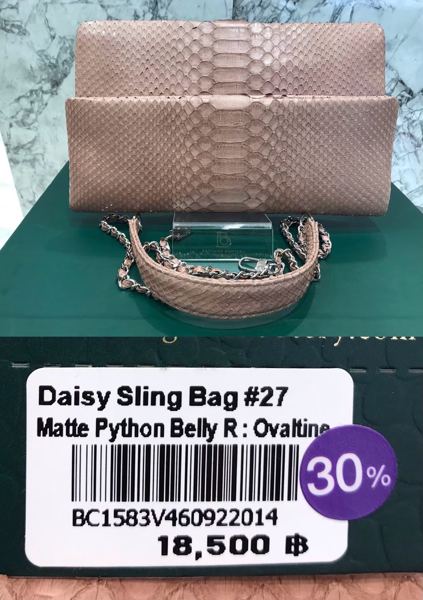 Daisy Sling Bag #27
Matte Python Belly R : Ovaltine
30%
BC1583V460922014
18,500 ฿